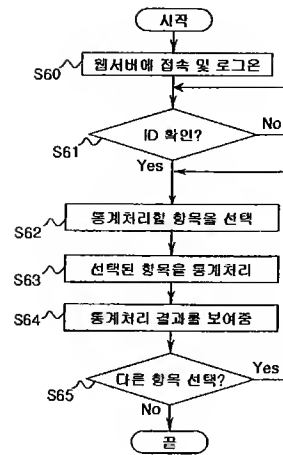 시작
S60
웹서버에 접속 및 로그온
ID 확인?
No
S61
Yes
S62
통계처리할 항목을 선택
S63
선택된 항목을 통계처리
S64
통계처리 결과를 보여줌
다른 항목 선택?
Yes
S65
No
끝